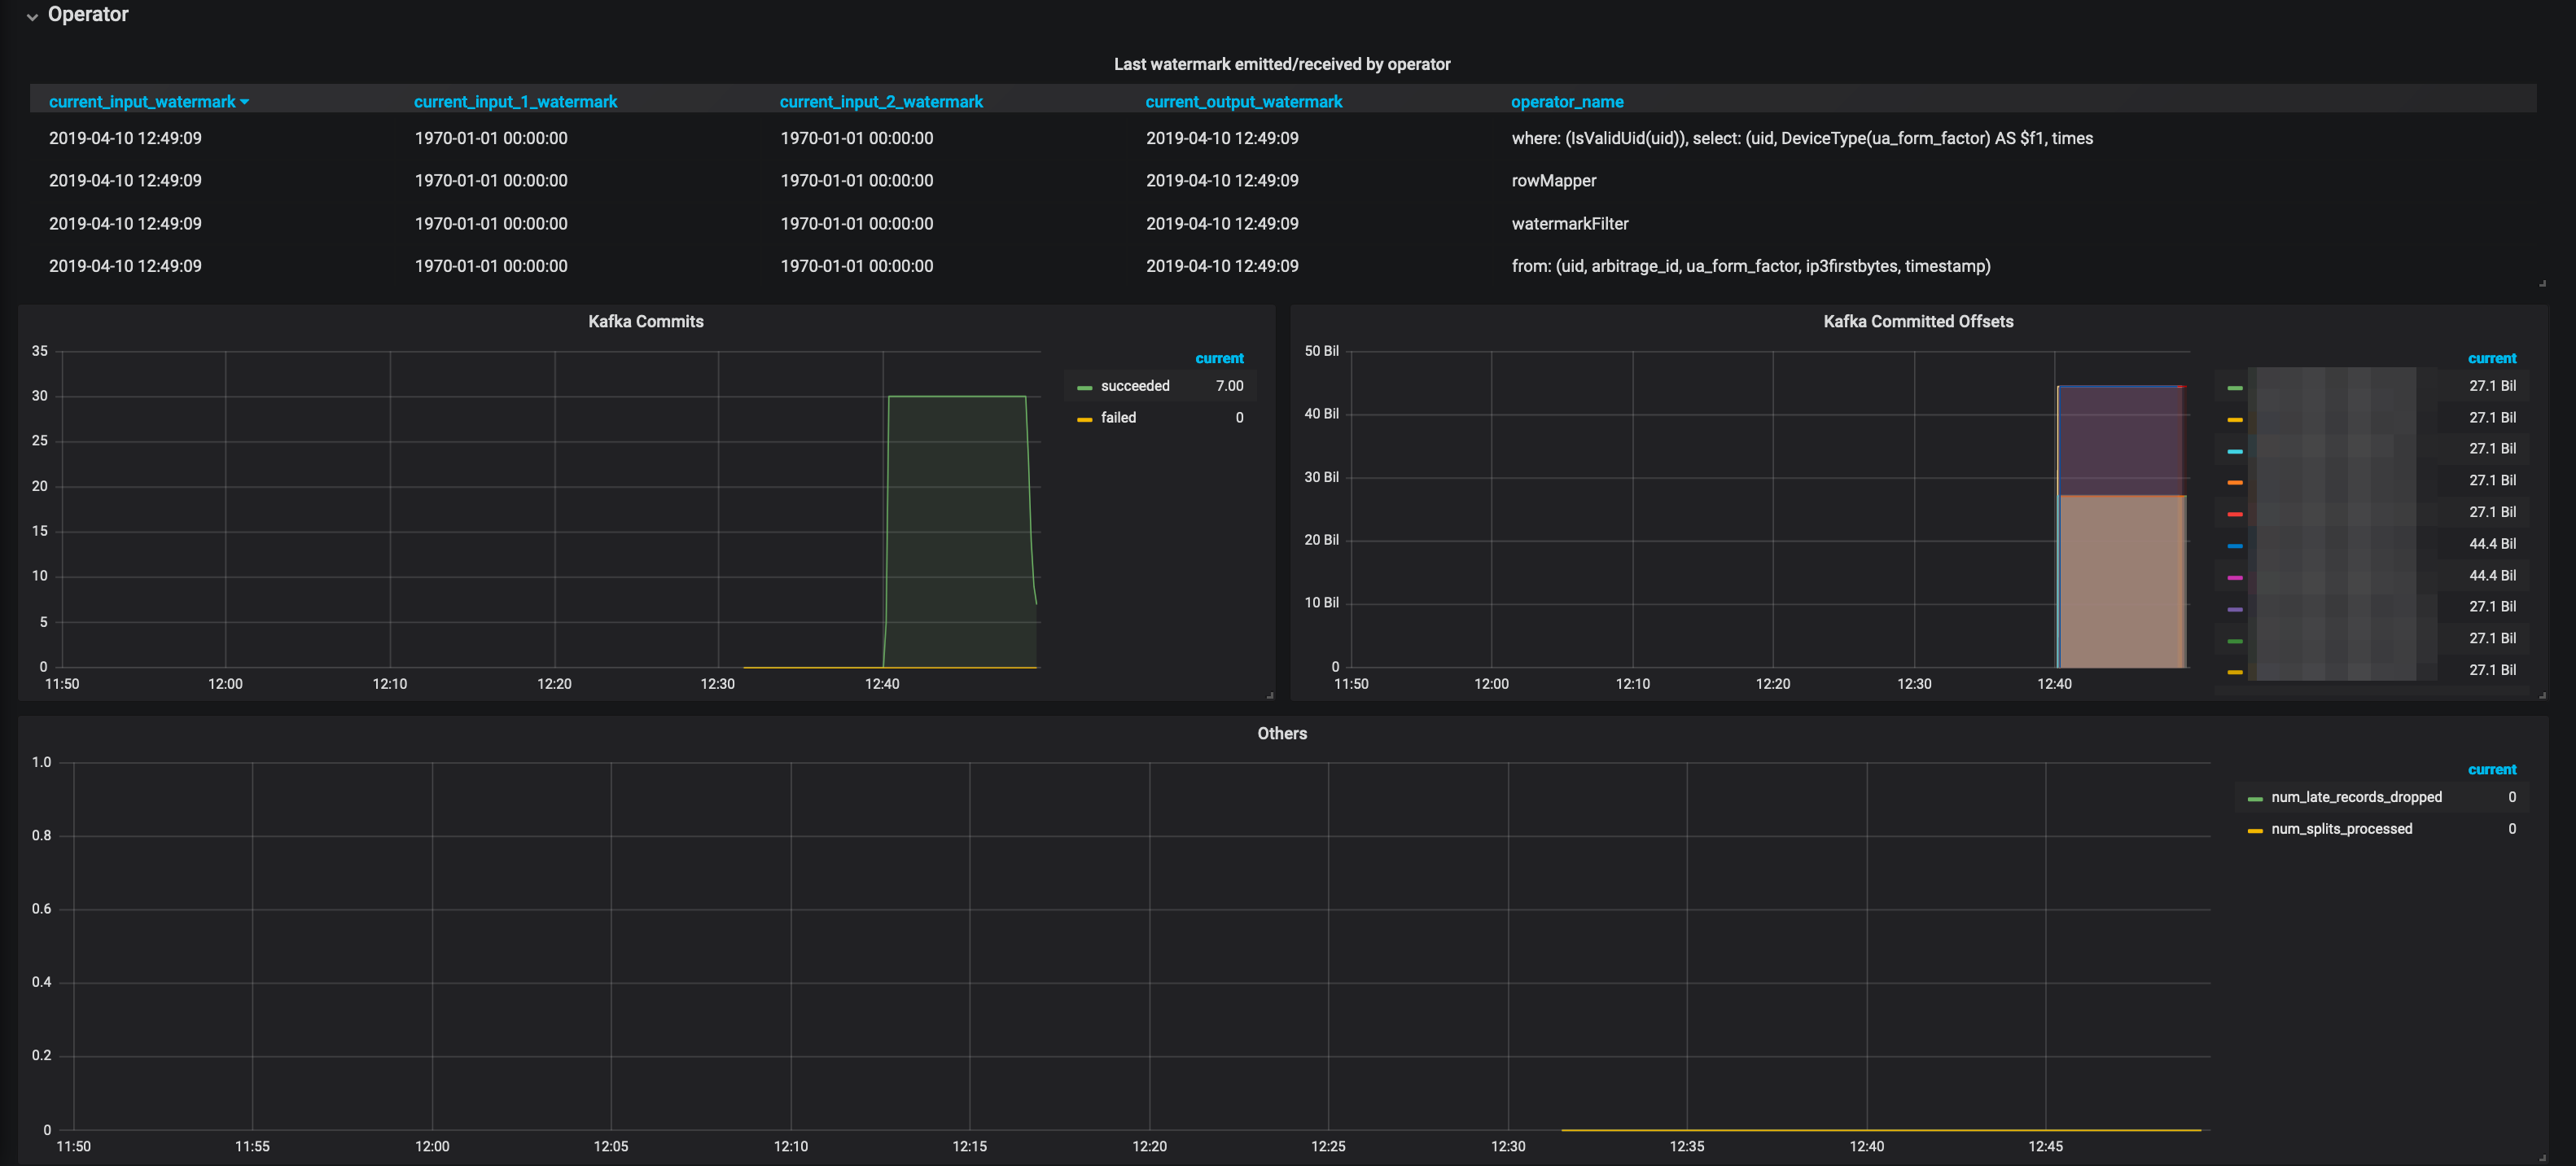 Operator
Last watermark emitted/received by operator
current_input_watermark current_input_1_watermark current_input_2_watermark current_output_watermark operator_name
2019-04-10 12:49:09 1970-01-01 00:00:00 1970-01-01 00:00:00 2019-04-10 12:49:09 where: (IsValidUid(uid)), select: (uid, DeviceType(ua_form_factor) AS $f1, times
2019-04-10 12:49:09 1970-01-01 00:00:00 1970-01-01 00:00:00 2019-04-10 12:49:09 rowMapper
2019-04-10 12:49:09 1970-01-01 00:00:00 1970-01-01 00:00:00 2019-04-10 12:49:09 watermarkFilter
2019-04-10 12:49:09 1970-01-01 00:00:00 1970-01-01 00:00:00 2019-04-10 12:49:09 from: (uid, arbitrage_id, ua_form_factor, ip3firstbytes, timestamp)
Kafka Commits
35
30
25
20
15
10
5
0
11:50 12:00 12:10 12:20 12:30 12:40
current
succeeded 7.00
failed 0
Kafka Committed Offsets
50 Bil
40 Bil
30 Bil
20 Bil
10 Bil
0
11:50 12:00 12:10 12:20 12:30 12:40
current
27.1 Bil
27.1 Bil
27.1 Bil
27.1 Bil
27.1 Bil
44.4 Bil
44.4 Bil
27.1 Bil
27.1 Bil
27.1 Bil
Others
1.0
0.8
0.6
0.4
0.2
0
11:50 11:55 12:00 12:05 12:10 12:15 12:20 12:25 12:30 12:35 12:40 12:45
current
num_late_records_dropped 0
num_splits_processed 0